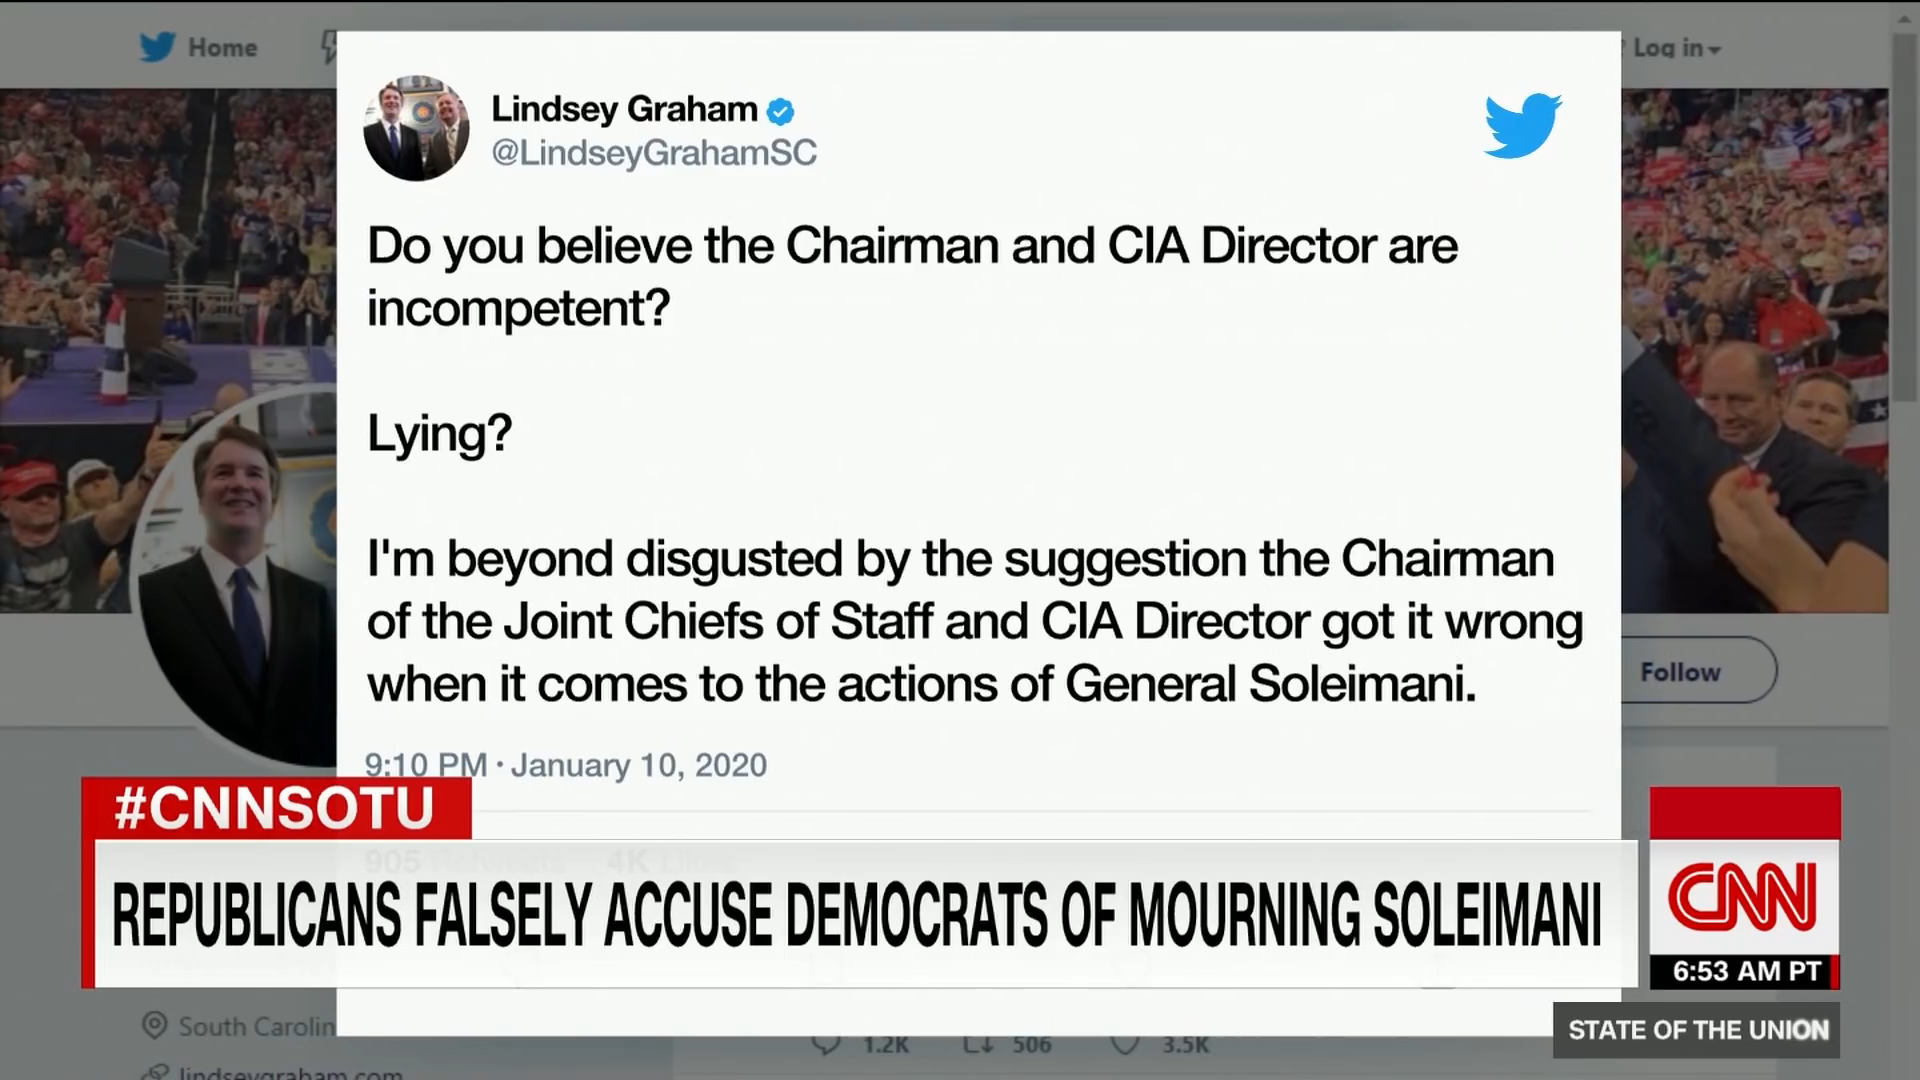 Home
Log in
Lindsey Graham
@LindseyGrahamSC
Do you believe the Chairman and CIA Director are
incompetent?
Lying?
I'm beyond disgusted by the suggestion the Chairman
of the Joint Chiefs of Staff and CIA Director got it wrong
when it comes to the actions of General Soleimani.
Follow
9:10 PM · January 10, 2020
#CNNSOTU
905 Retweets 4K Likes
REPUBLICANS FALSELY ACCUSE DEMOCRATS OF MOURNING SOLEIMANI
CNN
6:53 AM PT
South Carolin
STATE OF THE UNION
1.2K 506 3.5K
lindseygraham.com